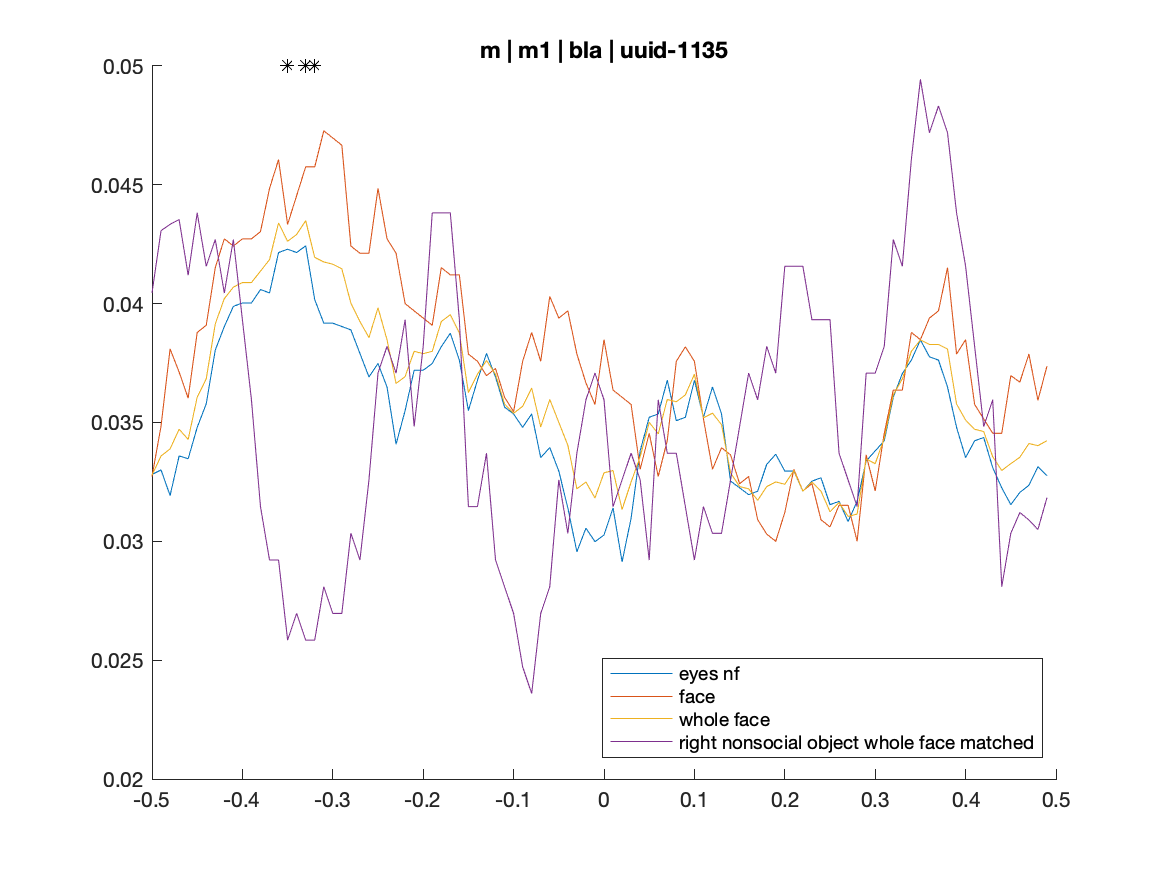 m | m1 | bla | uuid-1135
0.05
0.045
0.04
0.035
0.03
0.025
0.02
eyes nf
face
whole face
right nonsocial object whole face matched
-0.5 -0.4 -0.3 -0.2 -0.1 0 0.1 0.2 0.3 0.4 0.5